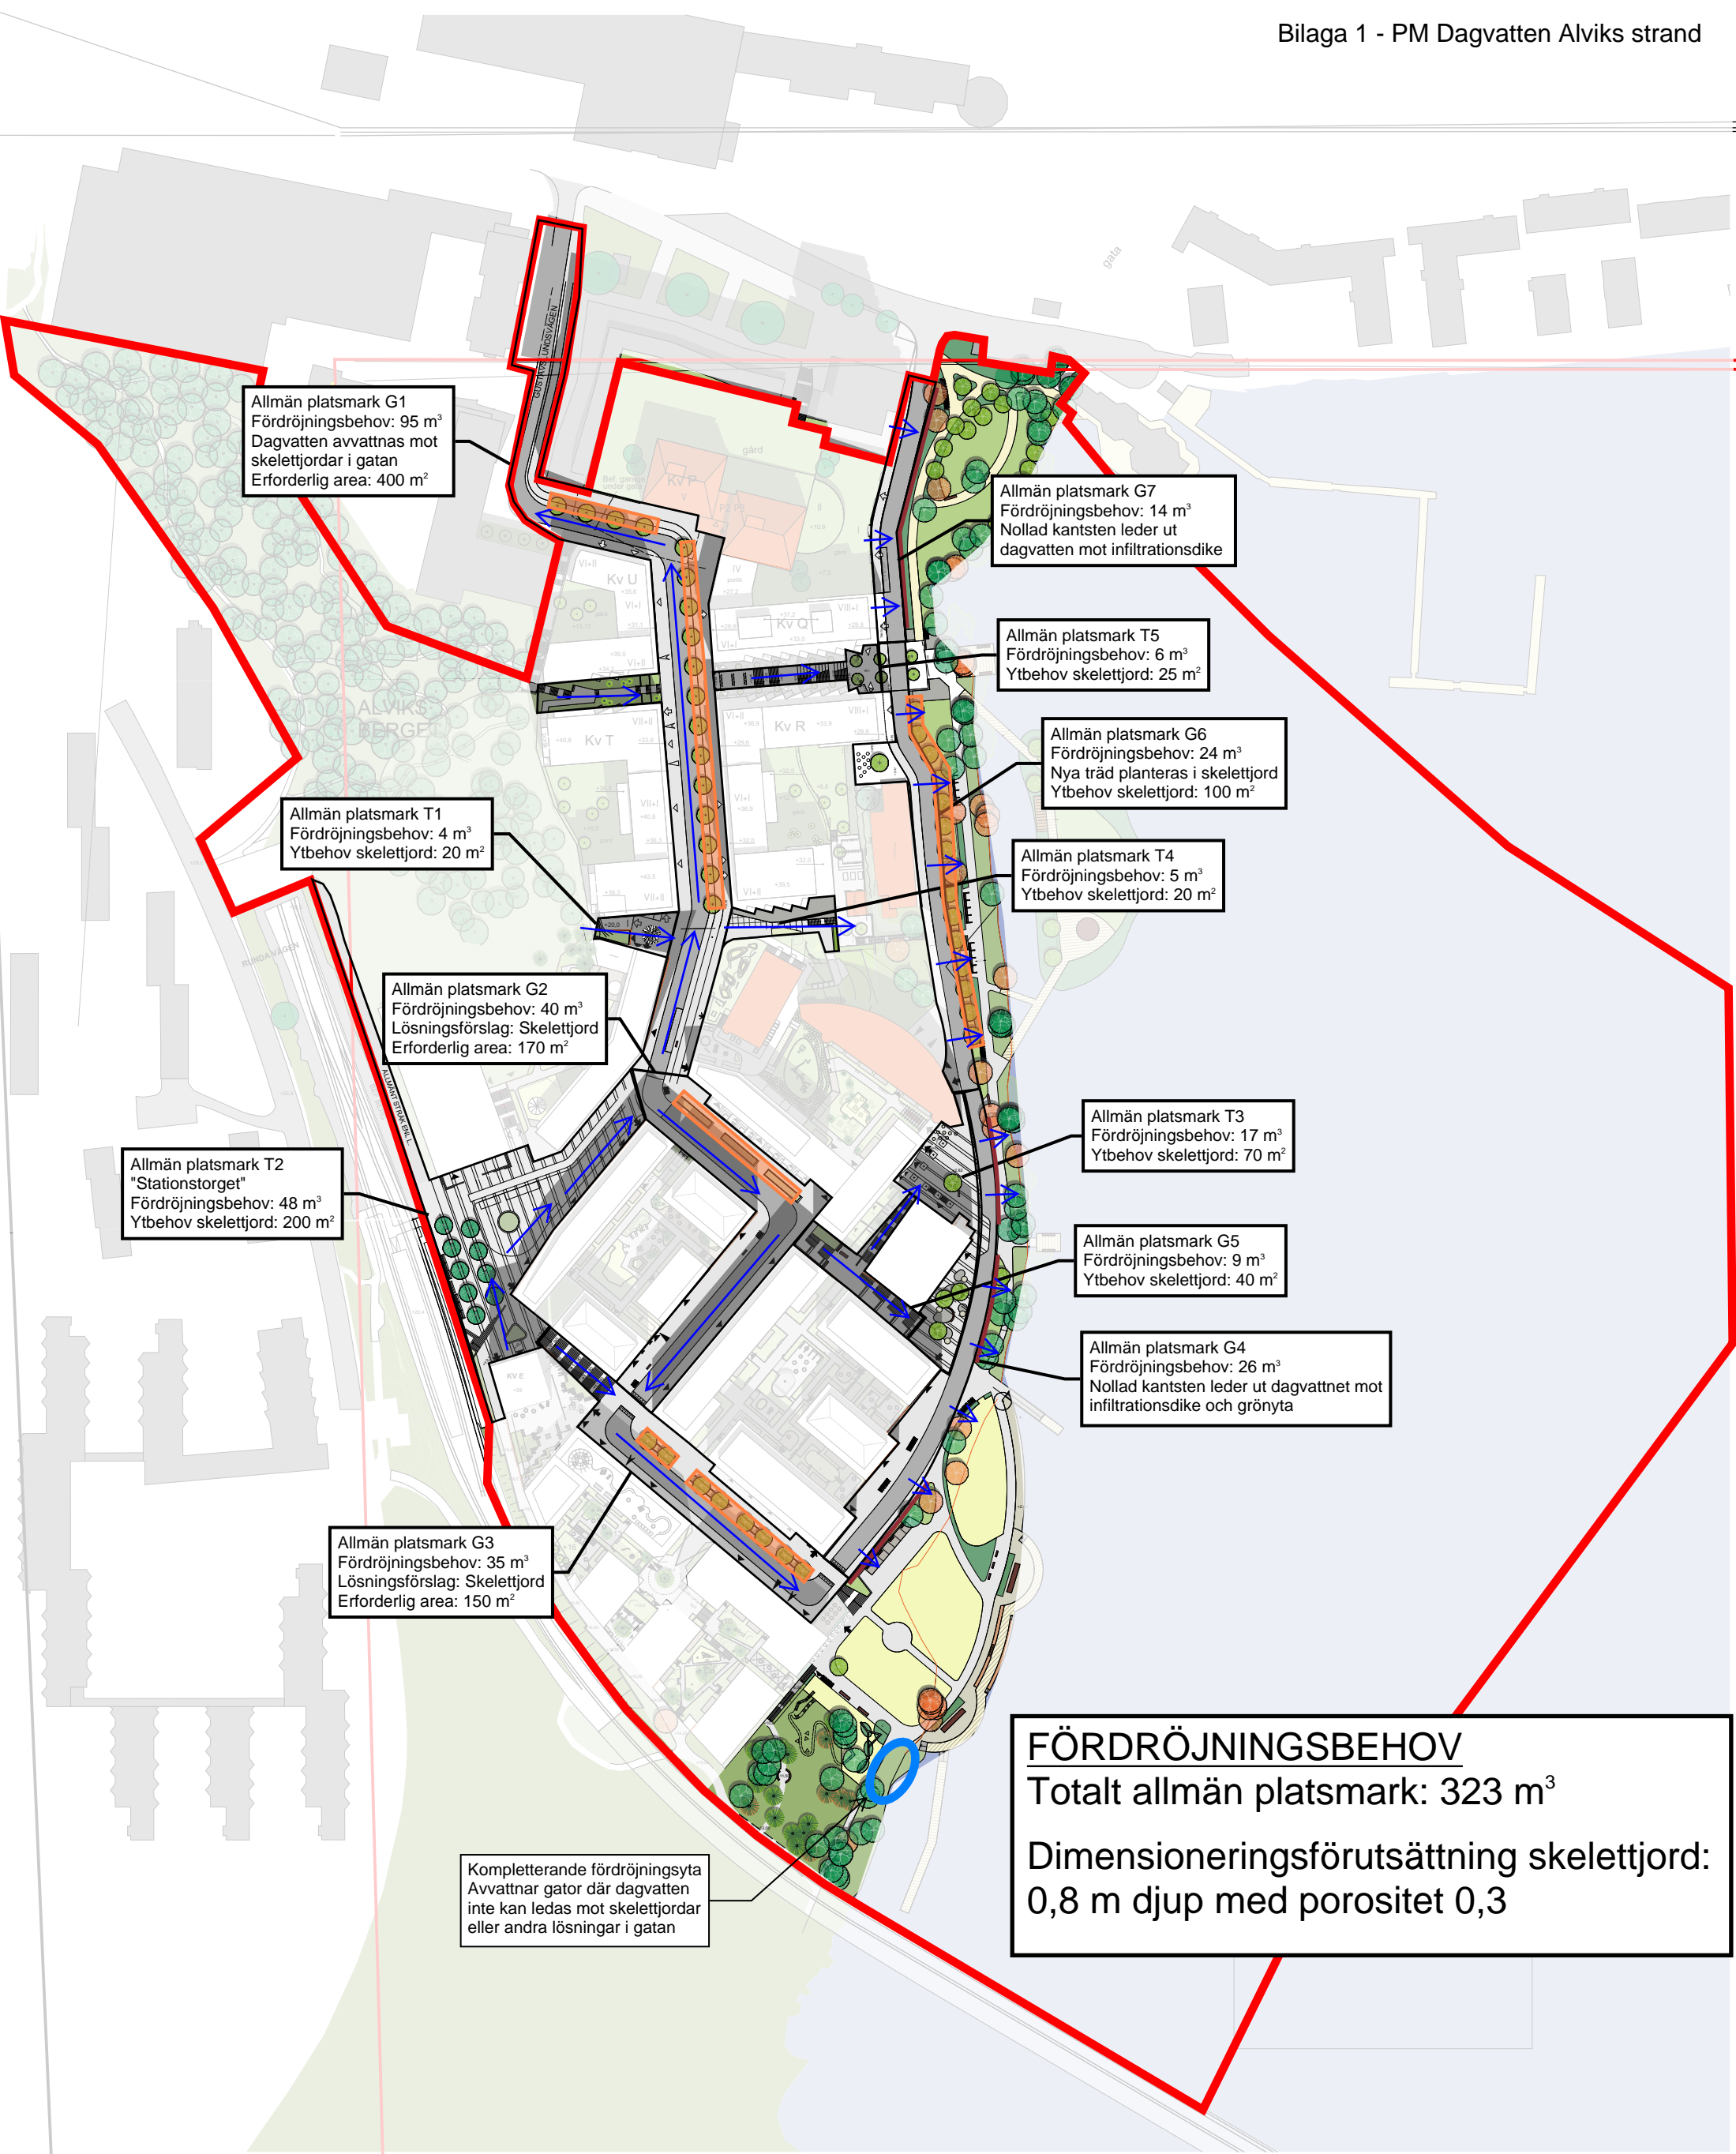 Bilaga 1 - PM Dagvatten Alviks strand
gata
GUSTAVSLUNDSVÄGEN
Allmän platsmark G1
Fördröjningsbehov: 95 m³
Dagvatten avvattnas mot
skelettjordar i gatan
Erforderlig area: 400 m²
gård
Kv P
Allmän platsmark G7
Fördröjningsbehov: 14 m³
Nollad kantsten leder ut
dagvatten mot infiltrationsdike
Kv U
Kv Q
Allmän platsmark T5
Fördröjningsbehov: 6 m³
Ytbehov skelettjord: 25 m²
ALVIKS
BERGET
Kv T
Kv R
Allmän platsmark G6
Fördröjningsbehov: 24 m³
Nya träd planteras i skelettjord
Ytbehov skelettjord: 100 m²
Allmän platsmark T1
Fördröjningsbehov: 4 m³
Ytbehov skelettjord: 20 m²
Allmän platsmark T4
Fördröjningsbehov: 5 m³
Ytbehov skelettjord: 20 m²
RUNDA VÄGEN
Allmän platsmark G2
Fördröjningsbehov: 40 m³
Lösningsförslag: Skelettjord
Erforderlig area: 170 m²
ALLMÄNT STRÅK ENL.
Allmän platsmark T3
Fördröjningsbehov: 17 m³
Ytbehov skelettjord: 70 m²
Allmän platsmark T2
"Stationstorget"
Fördröjningsbehov: 48 m³
Ytbehov skelettjord: 200 m²
Allmän platsmark G5
Fördröjningsbehov: 9 m³
Ytbehov skelettjord: 40 m²
Allmän platsmark G4
Fördröjningsbehov: 26 m³
Nollad kantsten leder ut dagvattnet mot
infiltrationsdike och grönyta
KV E
Allmän platsmark G3
Fördröjningsbehov: 35 m³
Lösningsförslag: Skelettjord
Erforderlig area: 150 m²
FÖRDRÖJNINGSBEHOV
Totalt allmän platsmark: 323 m³
Dimensioneringsförutsättning skelettjord:
0,8 m djup med porositet 0,3
Kompletterande fördröjningsyta
Avvattnar gator där dagvatten
inte kan ledas mot skelettjordar
eller andra lösningar i gatan